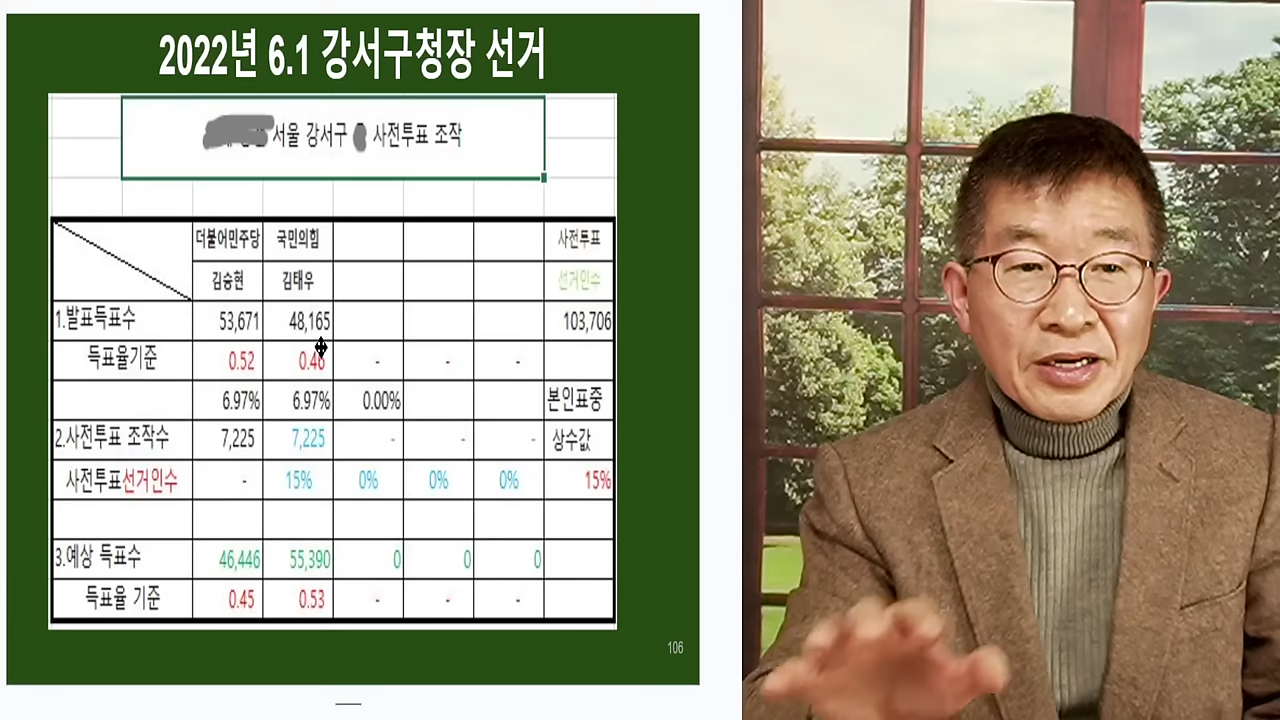 2022년 6.1 강서구청장 선거
서울 강서구 사전투표 조작
더불어민주당 국민의힘 사전투표
김승현 김태우 선거인수
1.발표득표수 53,671 48,165 103,706
득표율기준 0.52 0.46 - - -
6.97% 6.97% 0.00% 본인표중
2.사전투표 조작수 7,225 7,225 - - - 상수값
사전투표선거인수 - 15% 0% 0% 0% 15%
3.예상 득표수 46,446 55,390 0 0 0
득표율 기준 0.45 0.53 - - -
106